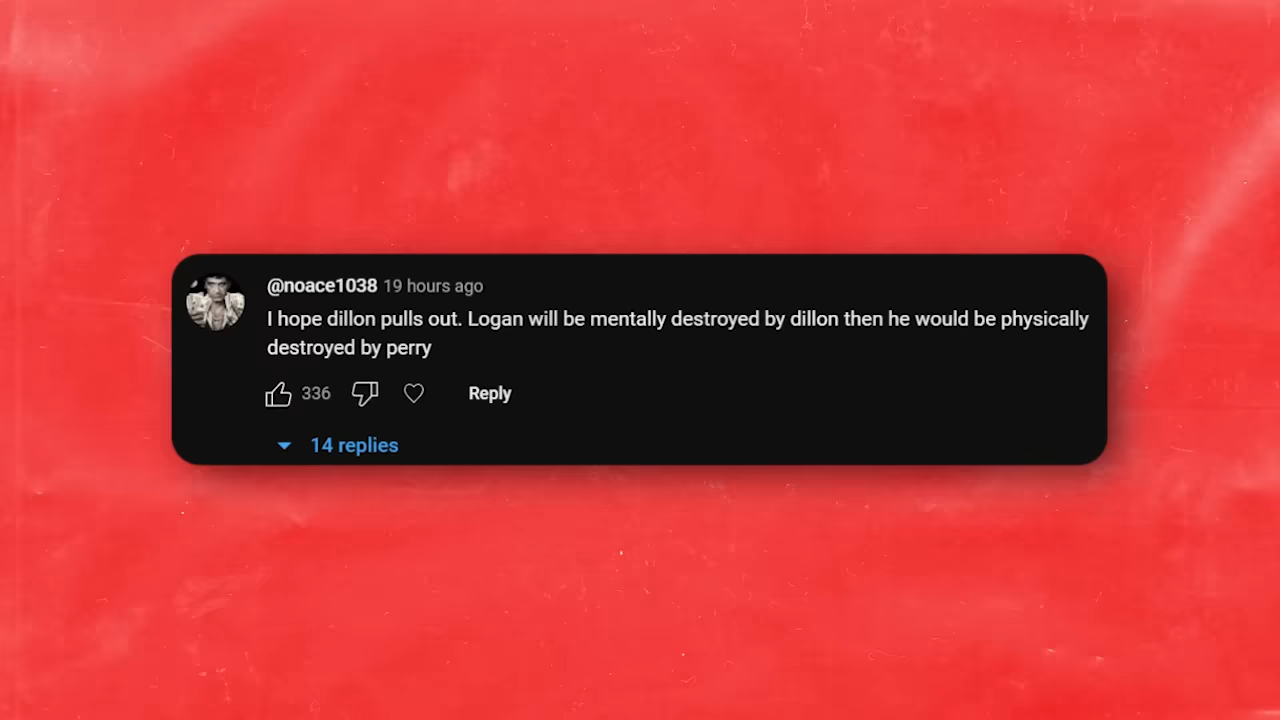 @noace1038 19 hours ago
I hope dillon pulls out. Logan will be mentally destroyed by dillon then he would be physically
destroyed by perry
336 Reply
14 replies